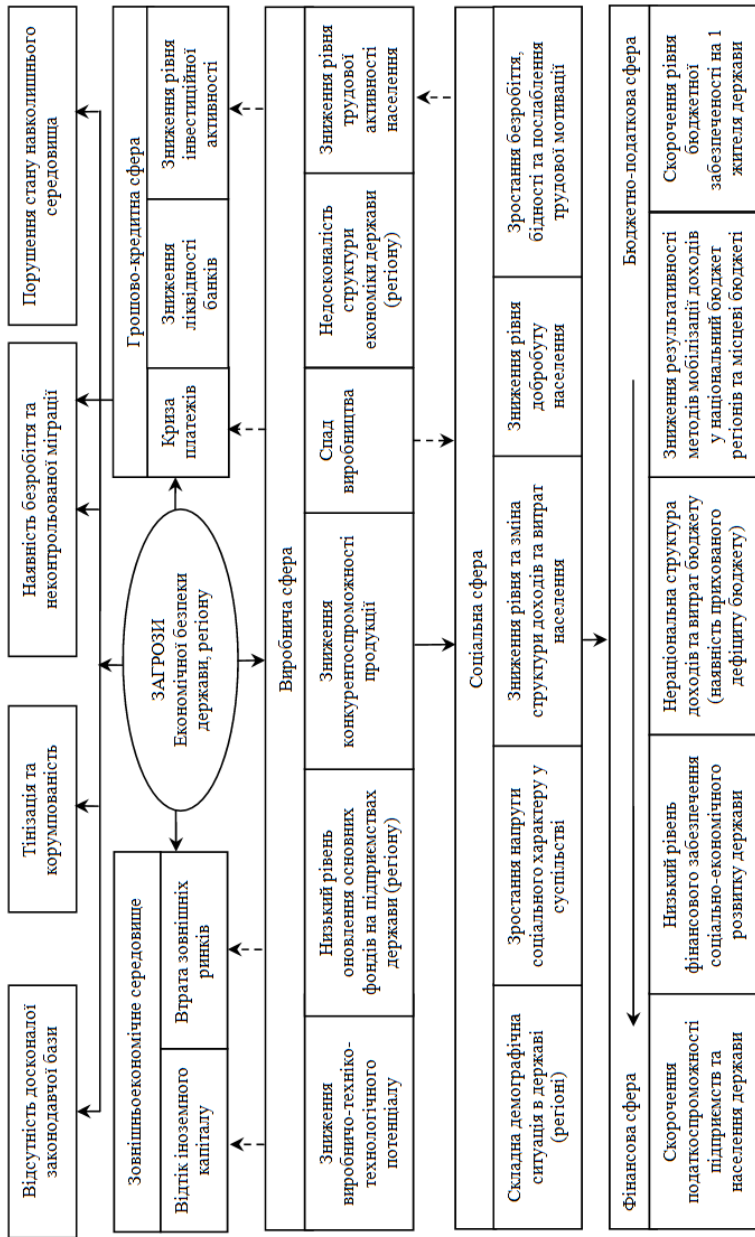 Відсутність досконалої
законодавчої бази
Тінізація та
корумпованість
Наявність безробіття та
неконтрольованої міграції
Порушення стану навколишнього
середовища
Зовнішньоекономічне середовище
Відтік іноземного
капіталу
Втрата зовнішніх
ринків
ЗАГРОЗИ
Економічної безпеки
держави, регіону
Грошово-кредитна сфера
Криза
платежів
Зниження
ліквідності
банків
Зниження рівня
інвестиційної
активності
Виробнича сфера
Зниження
виробничо-техніко-
технологічного
потенціалу
Низький рівень
оновлення основних
фондів на підприємствах
держави (регіону)
Зниження
конкурентоспроможності
продукції
Спад
виробництва
Недосконалість
структури
економіки держави
(регіону)
Зниження рівня
трудової
активності
населення
Соціальна сфера
Складна демографічна
ситуація в державі
(регіоні)
Зростання напруги
соціального характеру у
суспільстві
Зниження рівня та зміна
структури доходів та витрат
населення
Зниження рівня
добробуту
населення
Зростання безробіття,
бідності та послаблення
трудової мотивації
Фінансова сфера
Бюджетно-податкова сфера
Скорочення
податкоспроможності
підприємств та
населення держави
Низький рівень
фінансового забезпечення
соціально-економічного
розвитку держави
Нераціональна структура
доходів та витрат бюджету
(наявність прихованого
дефіциту бюджету)
Зниження результативності
методів мобілізації доходів
у національний бюджет
регіонів та місцеві бюджеті
Скорочення рівня
бюджетної
забезпеченості на 1
жителя держави